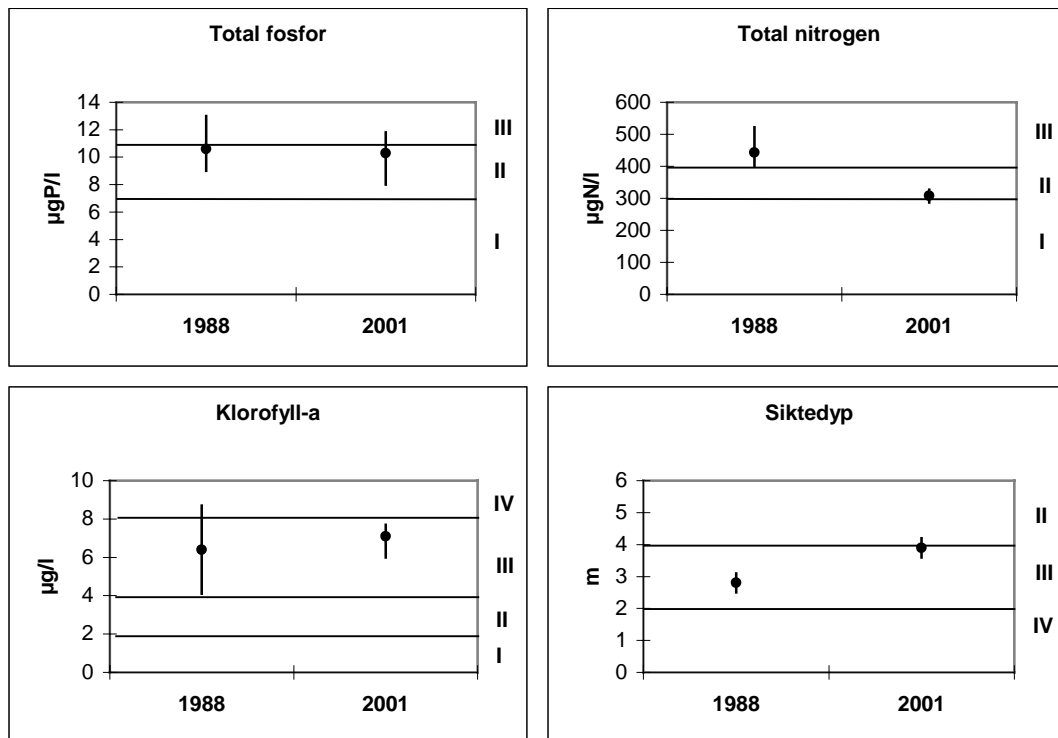 Total fosfor
µgP/l
14
12
10
8
6
4
2
0
III
II
I
1988 2001
Total nitrogen
µgN/l
600
500
400
300
200
100
0
III
II
I
1988 2001
Klorofyll-a
µg/l
10
8
6
4
2
0
IV
III
II
I
1988 2001
Siktedyp
m
6
5
4
3
2
1
0
II
III
IV
1988 2001